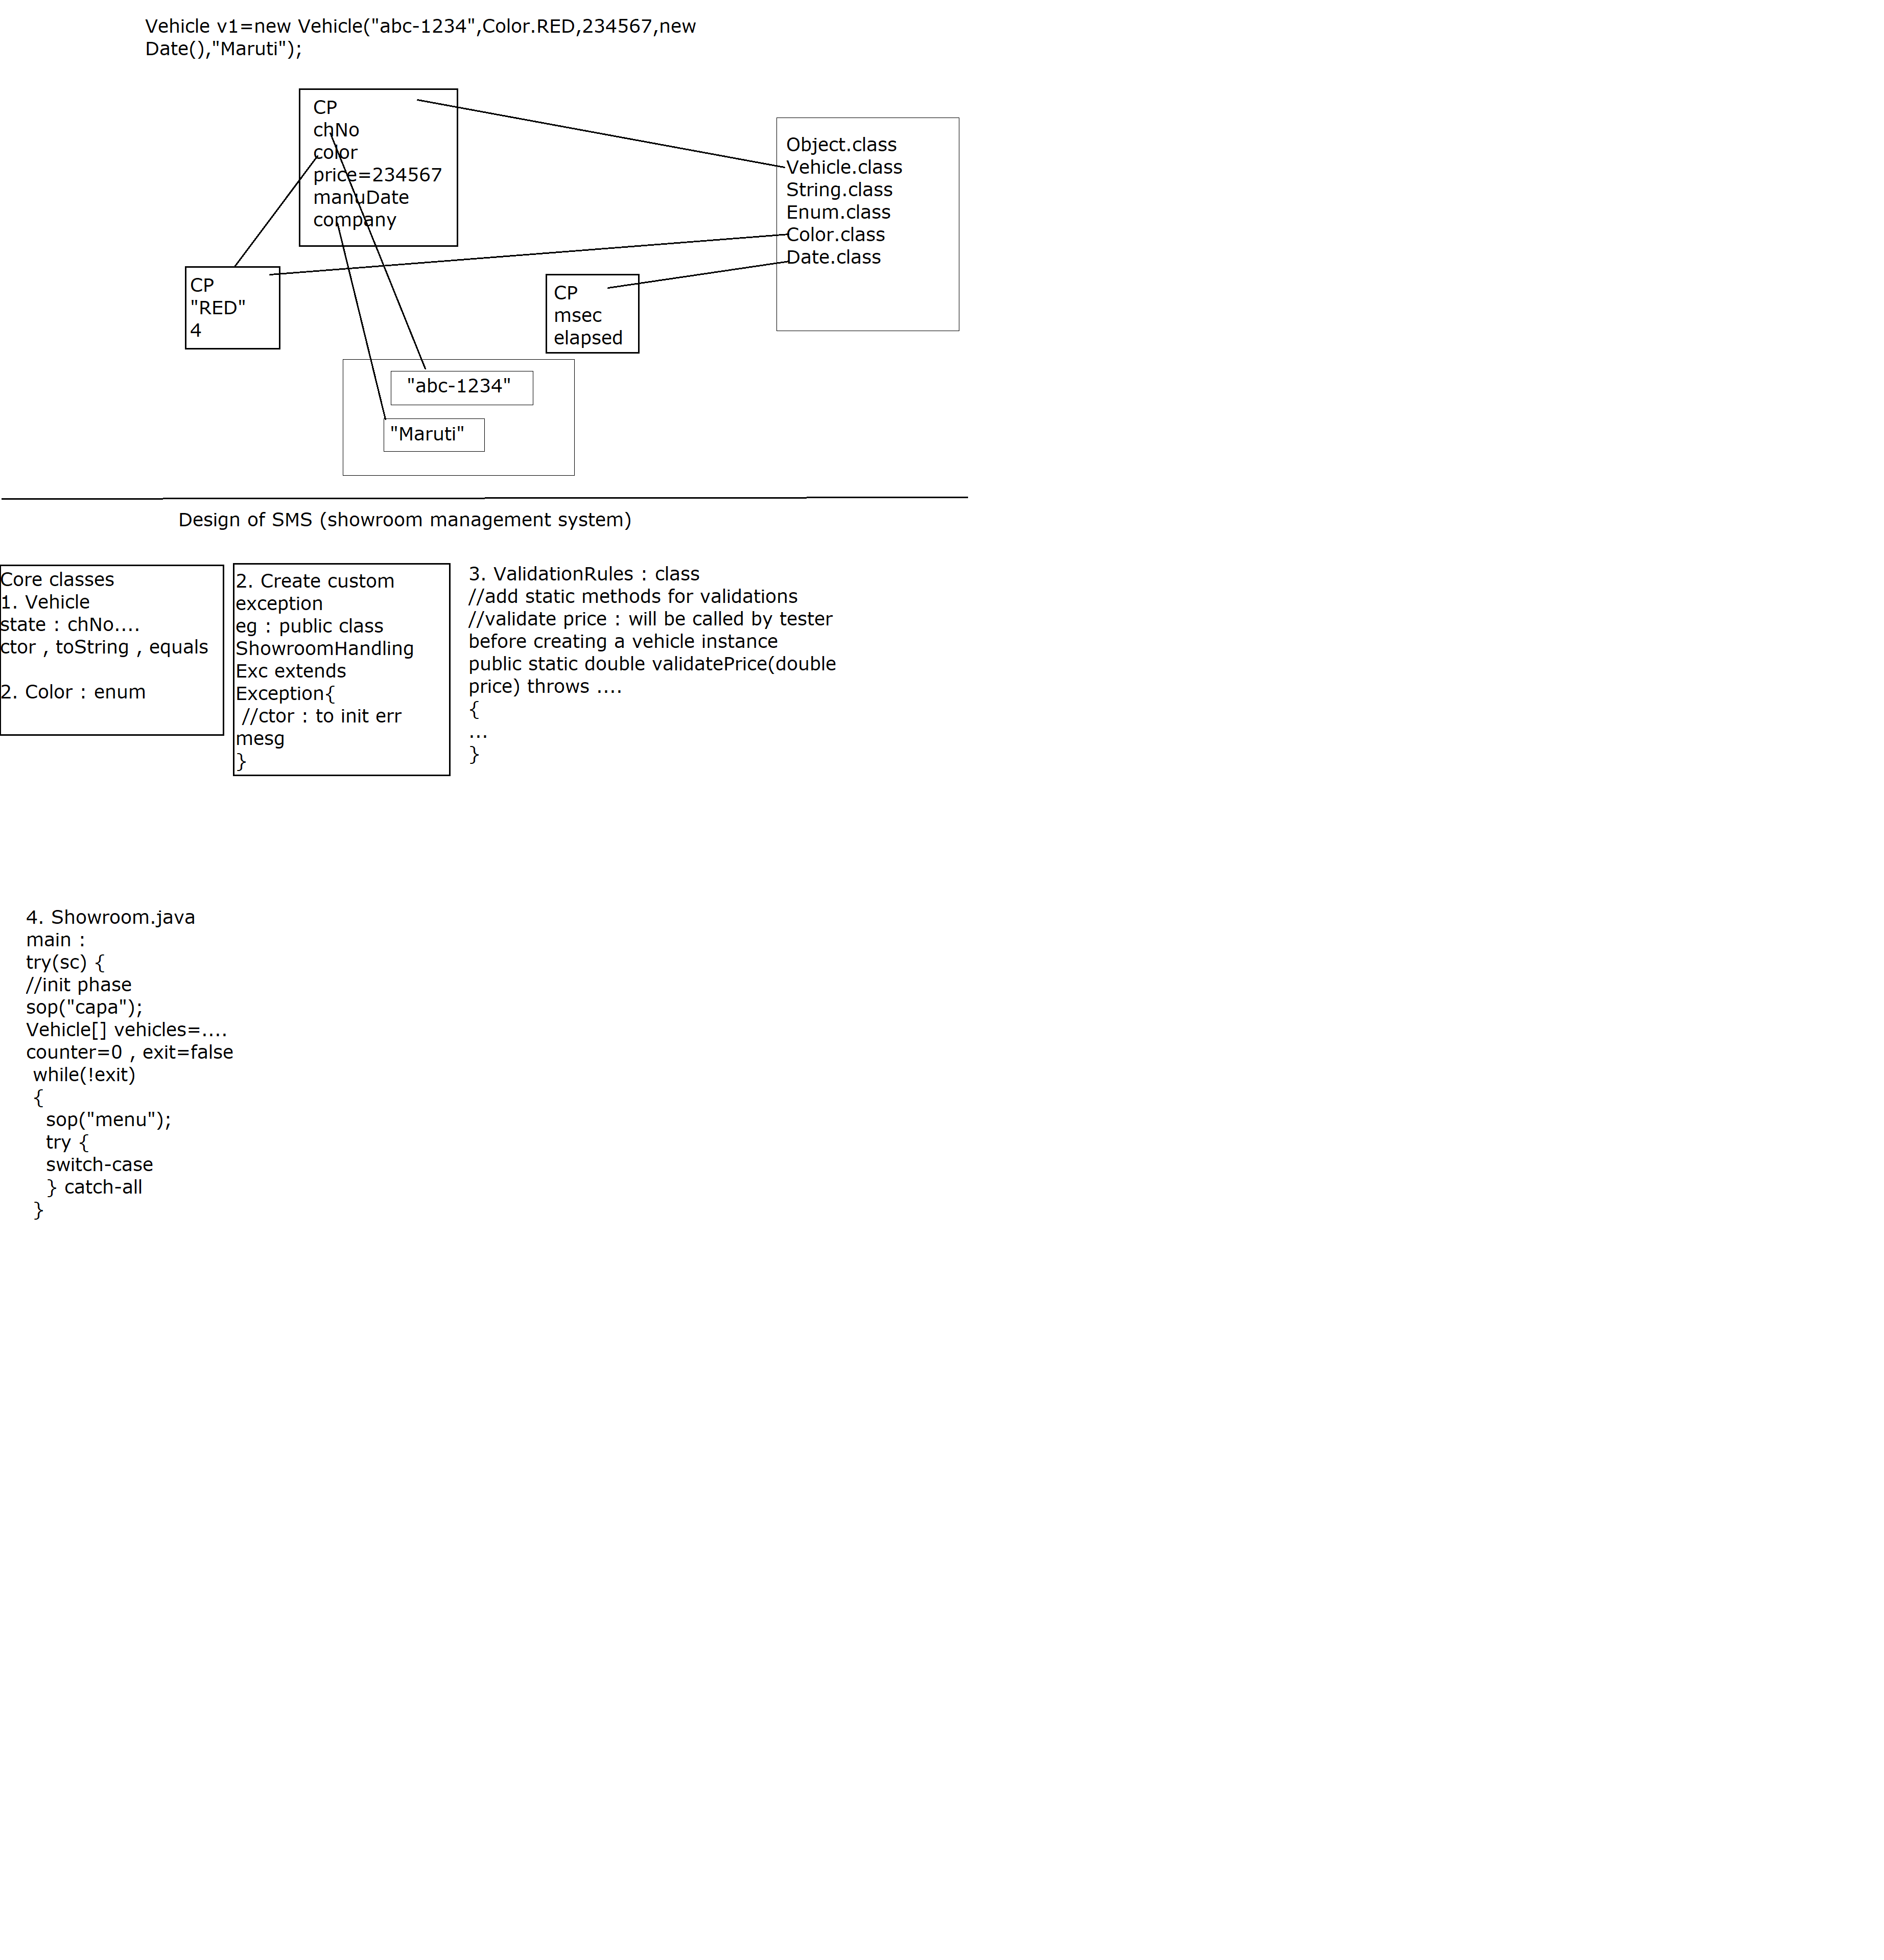 Vehicle v1=new Vehicle("abc-1234",Color.RED,234567,new
Date(),"Maruti");
CP
chNo
color
price=234567
manuDate
company
Object.class
Vehicle.class
String.class
Enum.class
Color.class
Date.class
CP
"RED"
4
CP
msec
elapsed
"abc-1234"
"Maruti"
Design of SMS (showroom management system)
Core classes
1. Vehicle
state : chNo....
ctor , toString , equals
2. Color : enum
2. Create custom
exception
eg : public class
ShowroomHandling
Exc extends
Exception{
//ctor : to init err
mesg
}
3. ValidationRules : class
//add static methods for validations
//validate price : will be called by tester
before creating a vehicle instance
public static double validatePrice(double
price) throws ....
{
...
}
4. Showroom.java
main :
try(sc) {
//init phase
sop("capa");
Vehicle[] vehicles=....
counter=0 , exit=false
while(!exit)
{
sop("menu");
try {
switch-case
} catch-all
}